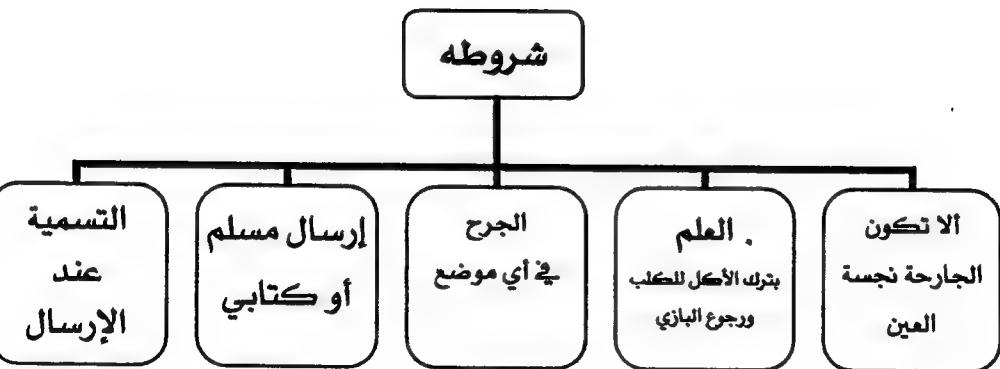 شروطه
ألا تكون
الجارحة نجسة
العين
العلم
بترك الأكل للكلب
ورجوع البازي
الجرح
في أي موضع
إرسال مسلم
أو كتابي
التسمية
عند
الإرسال